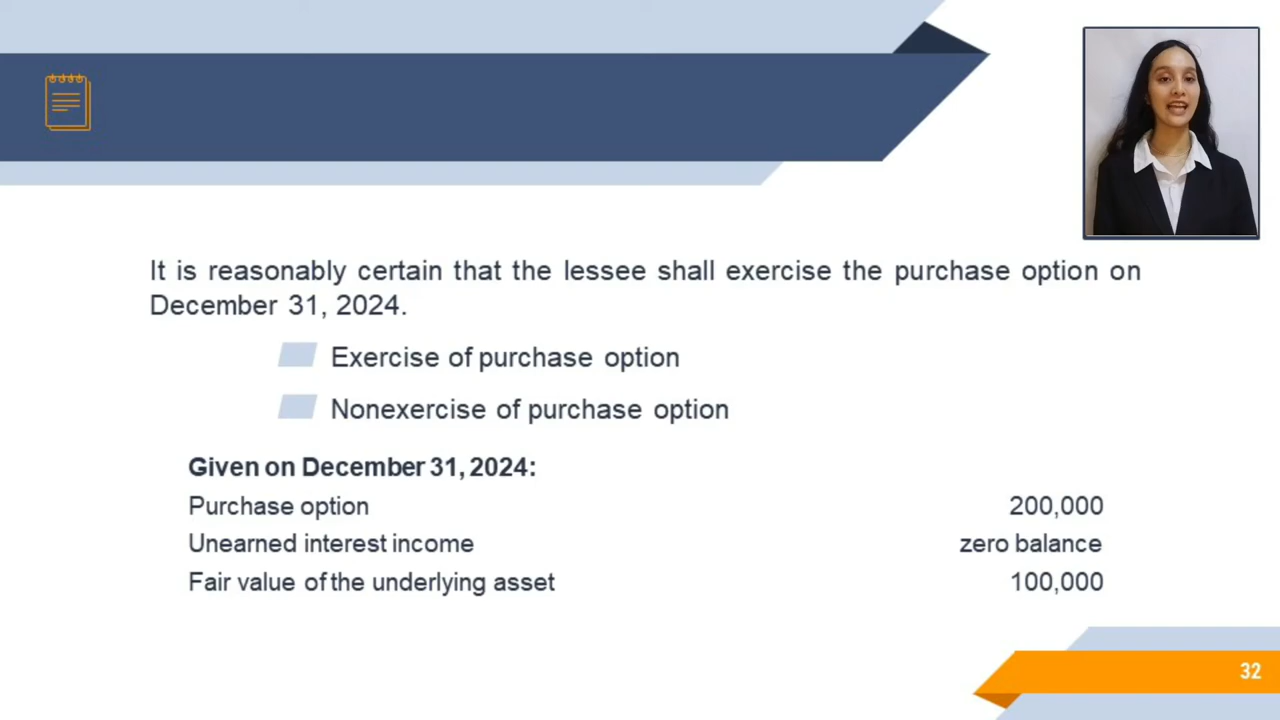 It is reasonably certain that the lessee shall exercise the purchase option on
December 31, 2024.
Exercise of purchase option
Nonexercise of purchase option
Given on December 31, 2024:
Purchase option 200,000
Unearned interest income zero balance
Fair value of the underlying asset 100,000
32